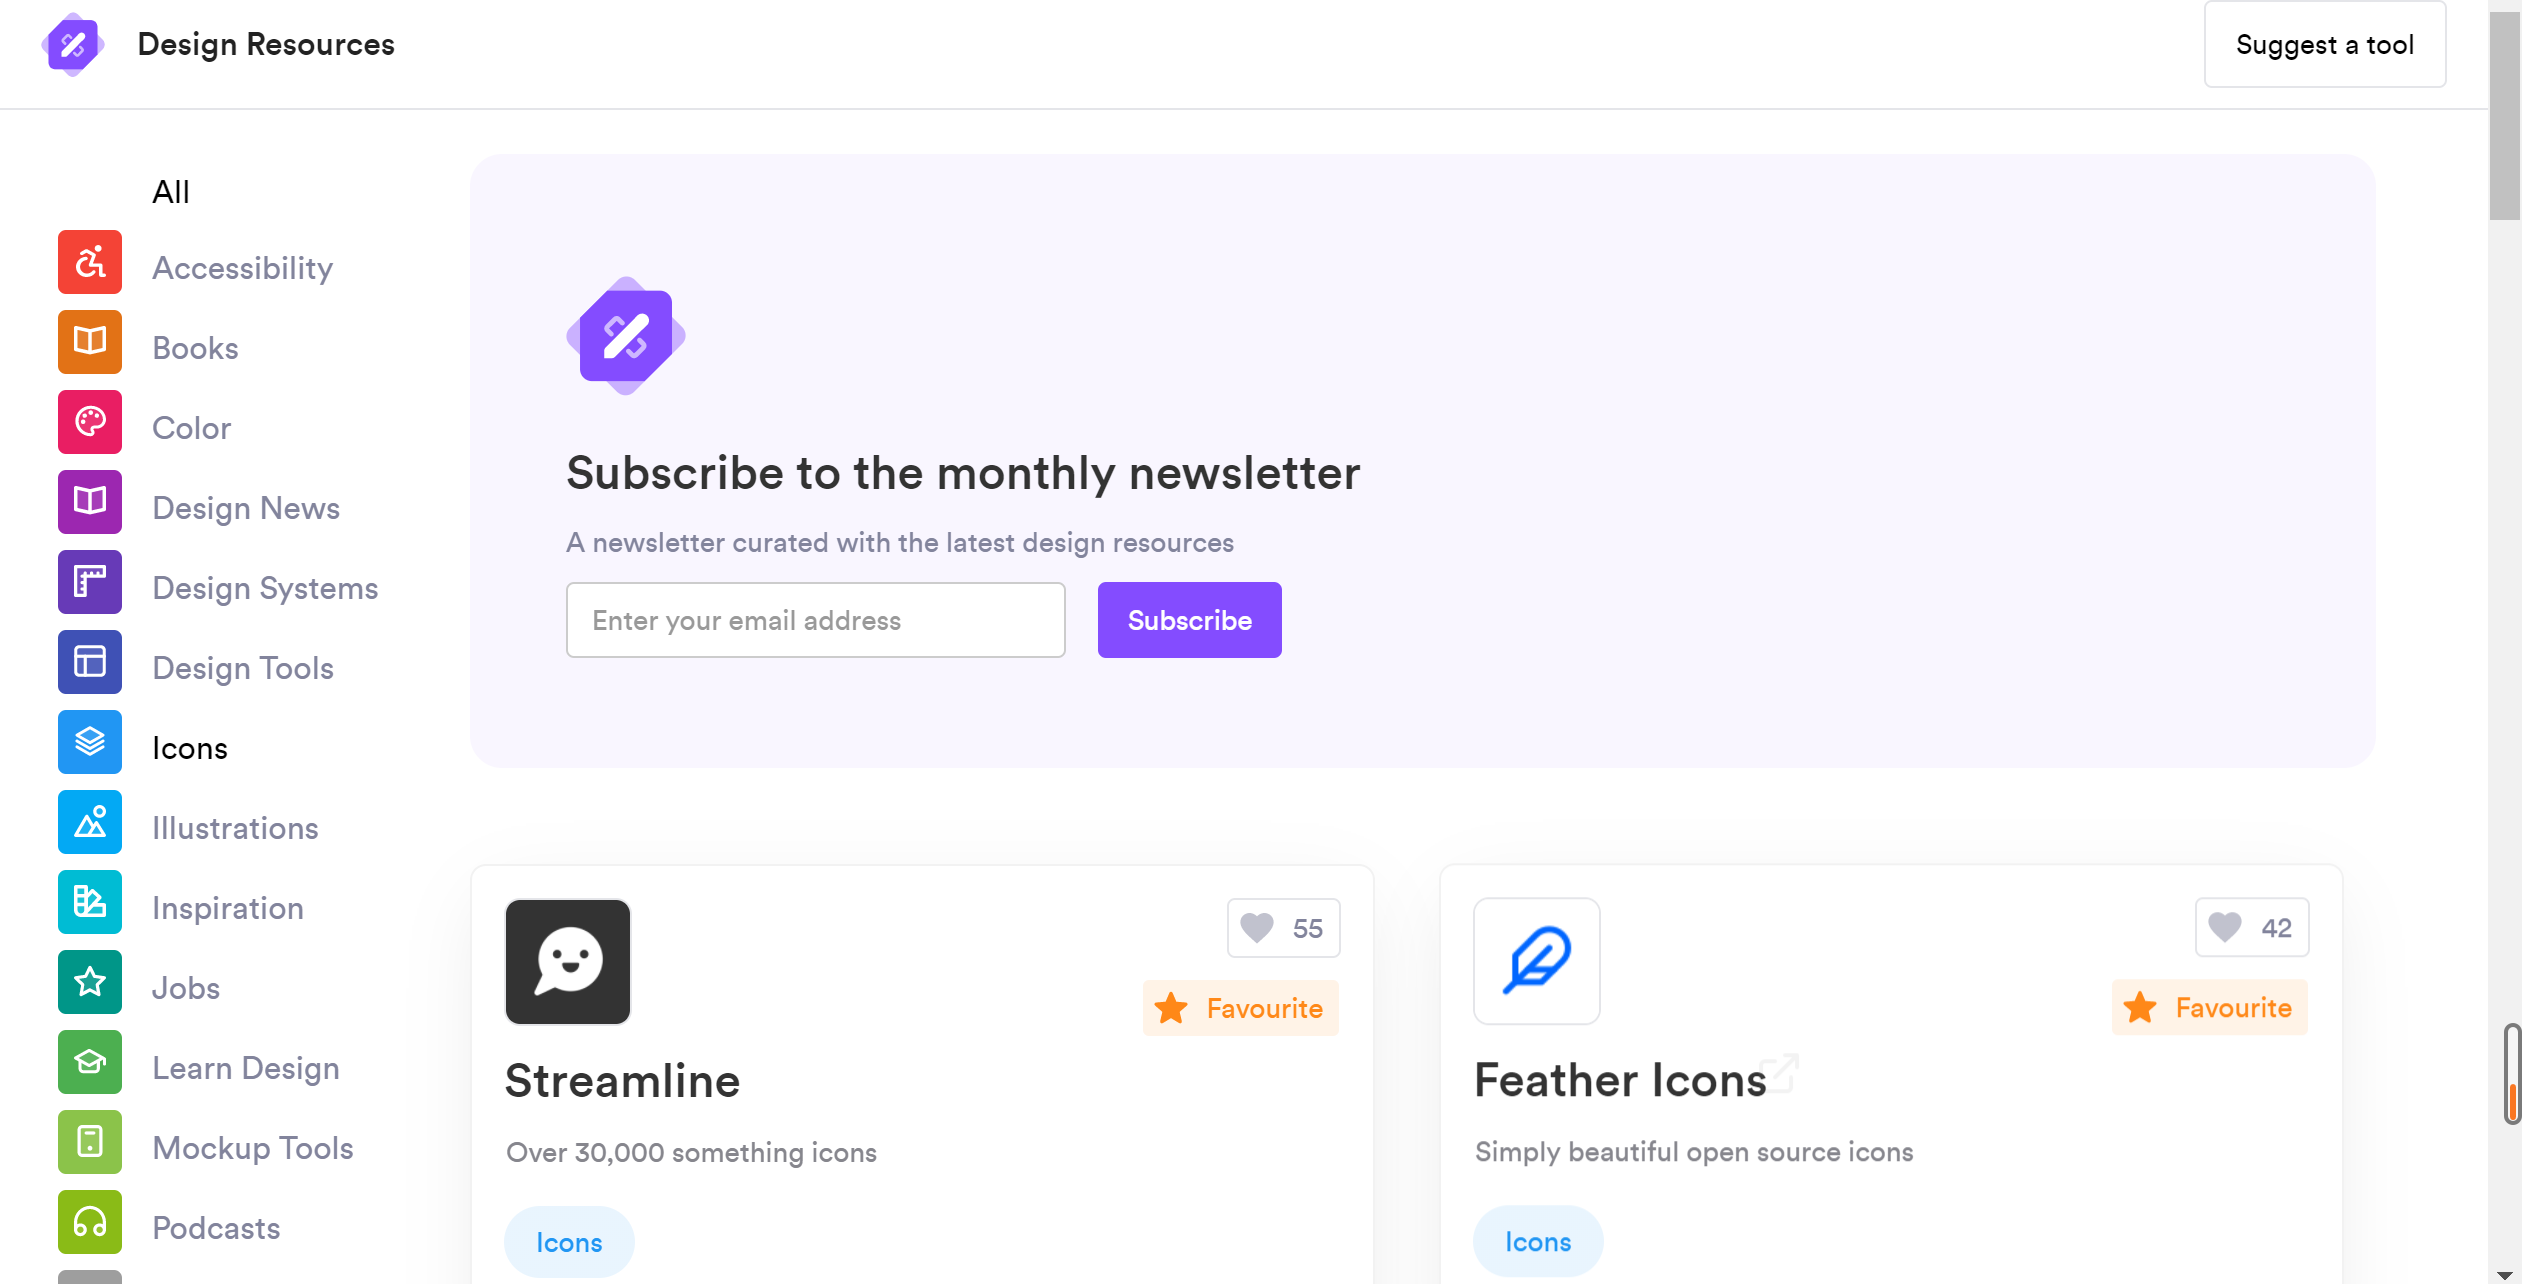 Design Resources
Suggest a tool
All
Accessibility
Books
Color
Design News
Design Systems
Design Tools
Icons
Illustrations
Inspiration
Jobs
Learn Design
Mockup Tools
Podcasts
Subscribe to the monthly newsletter
A newsletter curated with the latest design resources
Enter your email address
Subscribe
55
Favourite
Streamline
Over 30,000 something icons
Icons
42
Favourite
Feather Icons
Simply beautiful open source icons
Icons